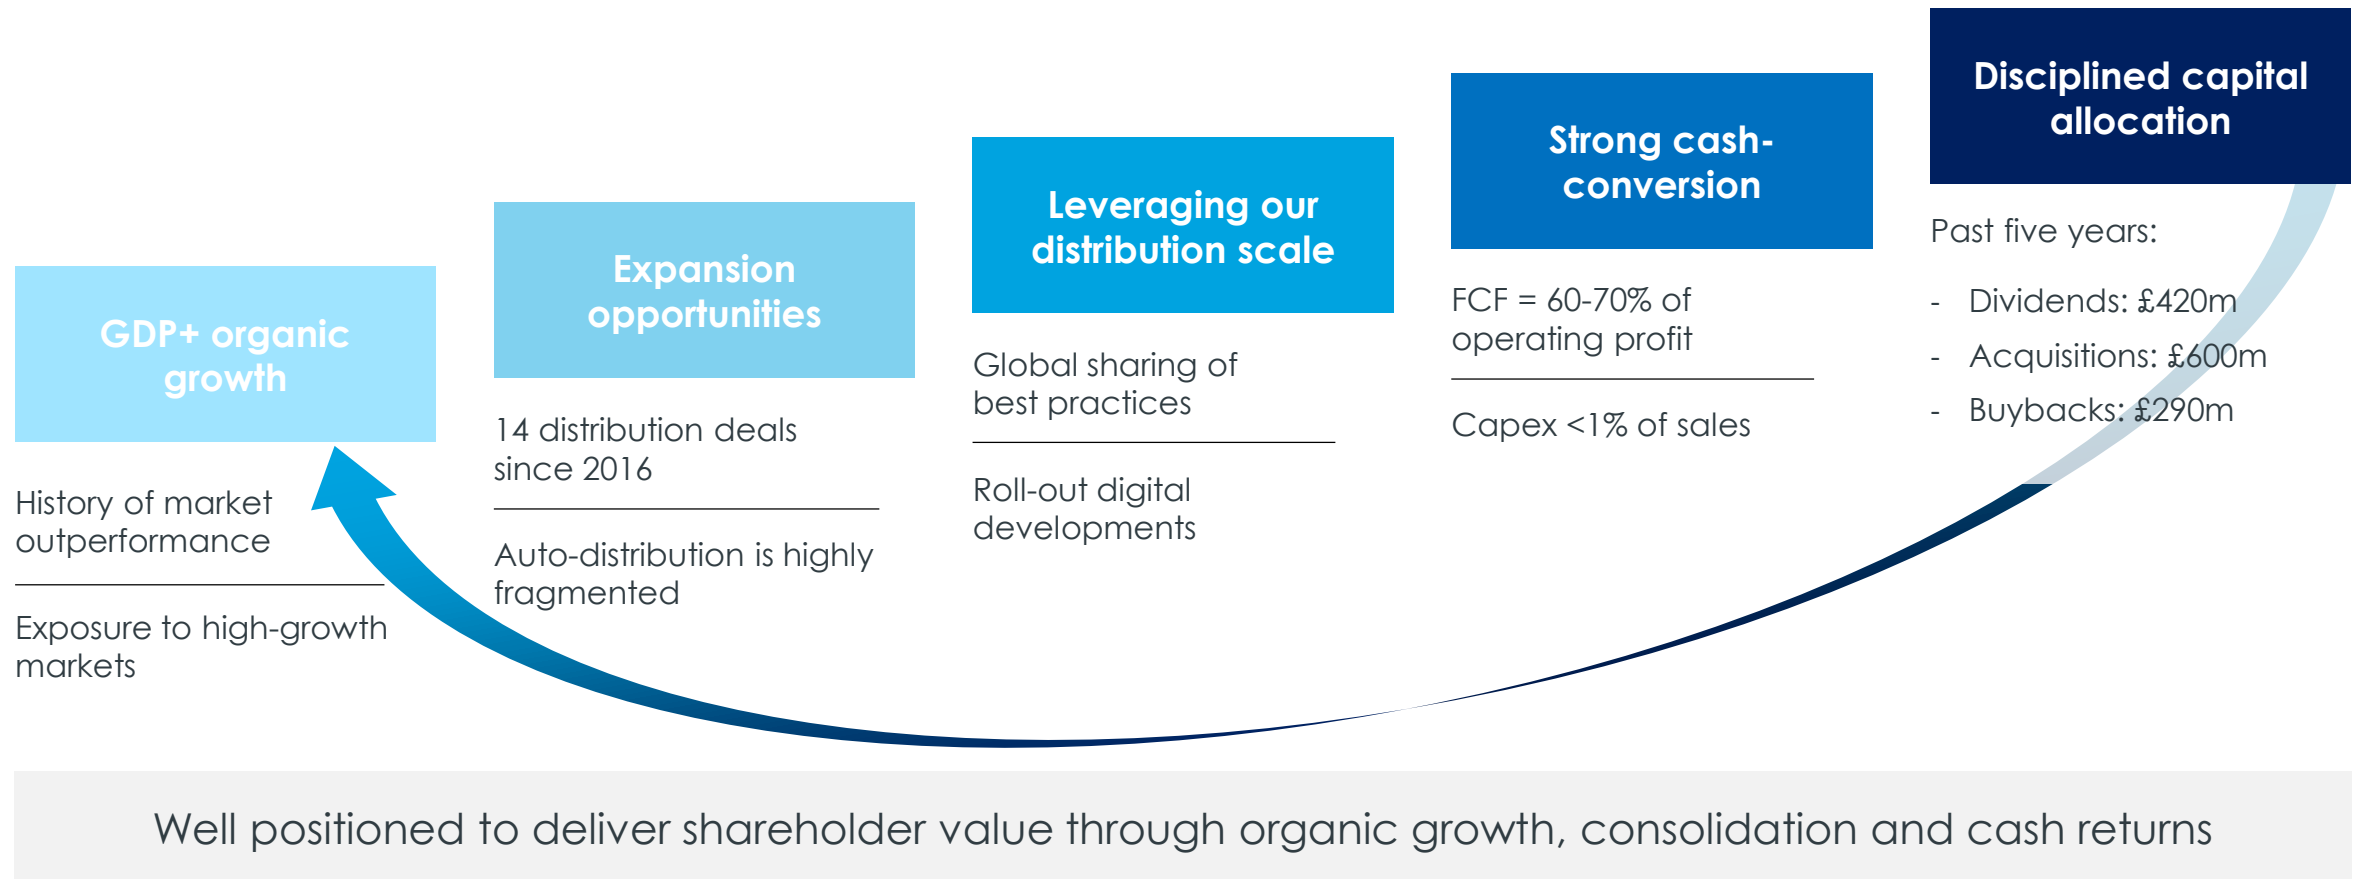 GDP+ organic
growth
History of market
outperformance
Exposure to high-growth
markets
Expansion
opportunities
14 distribution deals
since 2016
Auto-distribution is highly
fragmented
Leveraging our
distribution scale
Global sharing of
best practices
Roll-out digital
developments
Strong cash-
conversion
FCF = 60-70% of
operating profit
Capex <1% of sales
Disciplined capital
allocation
Past five years:
- Dividends: £420m
- Acquisitions: £600m
- Buybacks: £290m
Well positioned to deliver shareholder value through organic growth, consolidation and cash returns